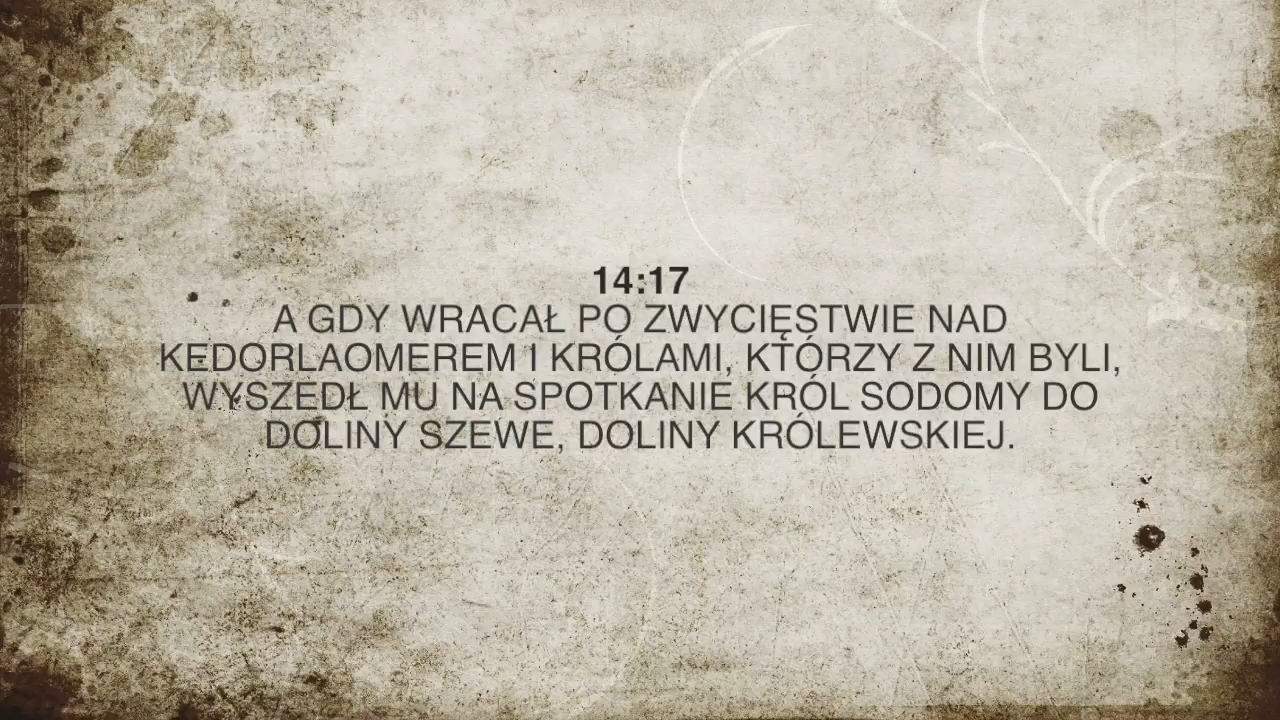 14:17
A GDY WRACAŁ PO ZWYCIĘSTWIE NAD
KEDORLAOMEREM I KRÓLAMI, KTÓRZY Z NIM BYLI,
WYSZEDŁ MU NA SPOTKANIE KRÓL SODOMY DO
DOLINY SZEWE, DOLINY KRÓLEWSKIEJ.